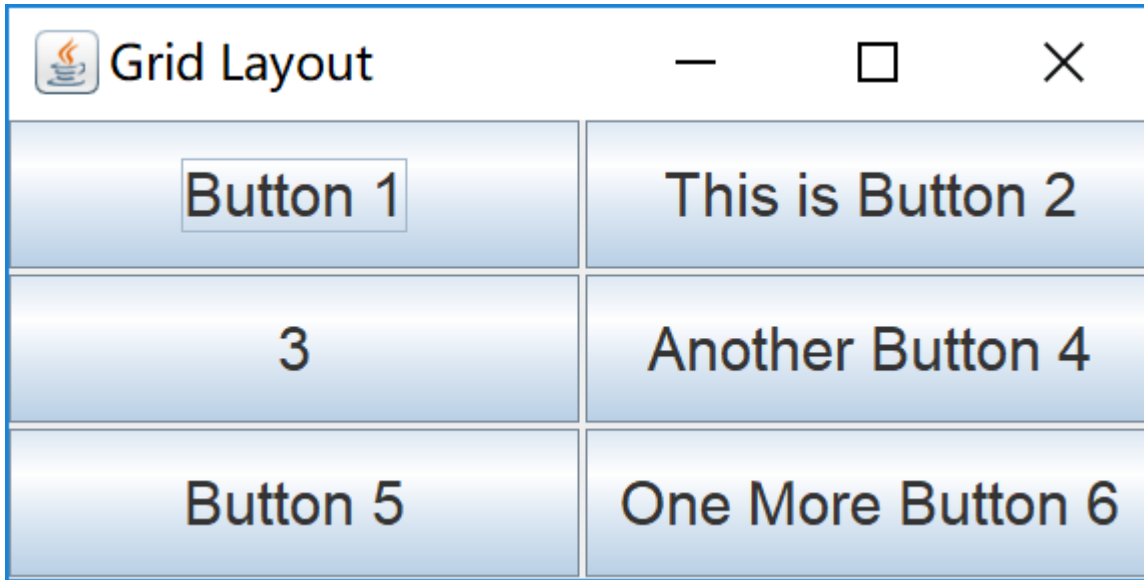 Grid Layout
Button 1
This is Button 2
3
Another Button 4
Button 5
One More Button 6